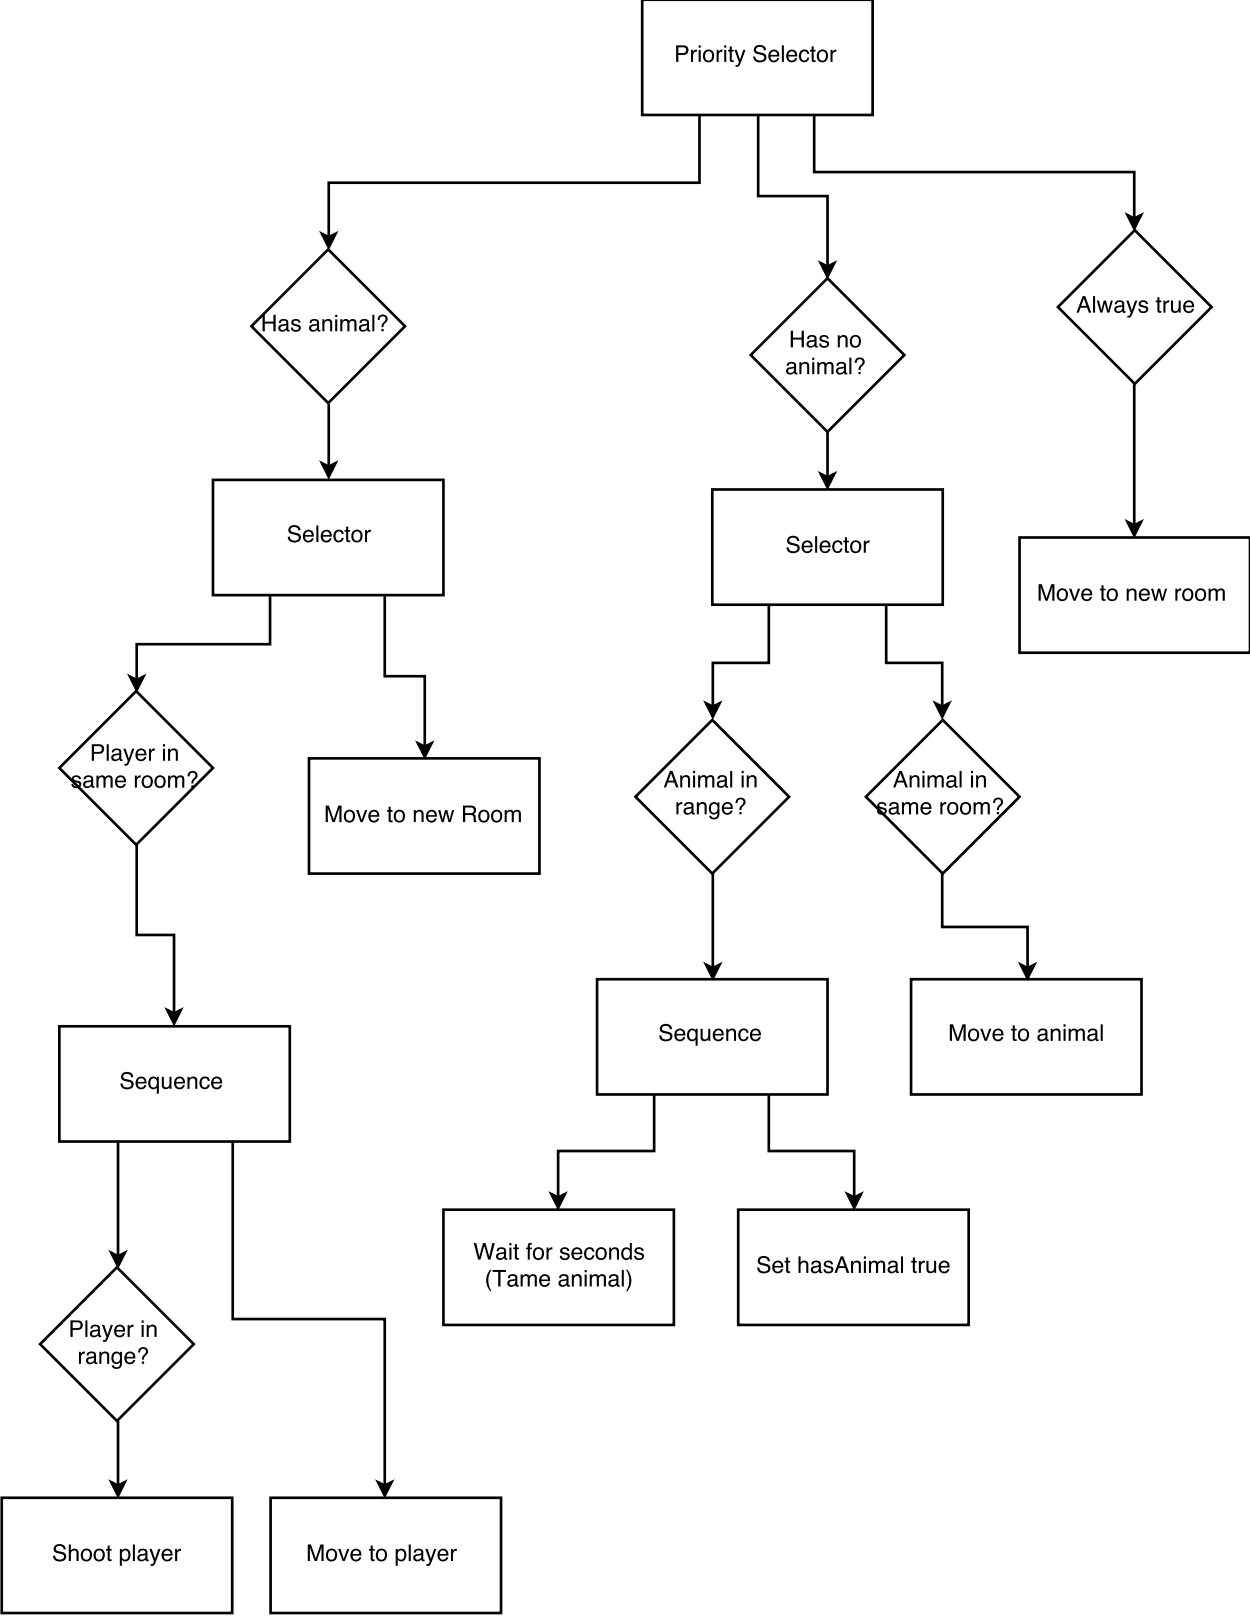 Priority Selector
Has animal?
Has no
animal?
Always true
Selector
Selector
Move to new room
Player in
same room?
Move to new Room
Animal in
range?
Animal in
same room?
Sequence
Sequence
Move to animal
Wait for seconds
(Tame animal)
Set hasAnimal true
Player in
range?
Shoot player
Move to player